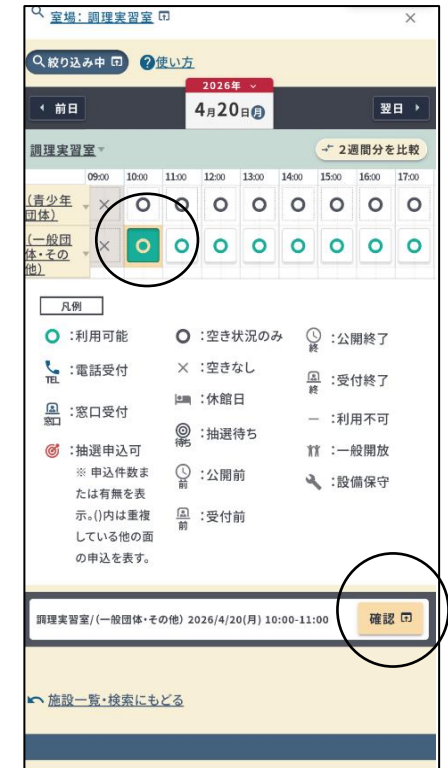 室場: 調理実習室
×
絞り込み中 ?使い方
2026年
前日 4月20日月 翌日
調理実習室 2週間分を比較
09:00 10:00 11:00 12:00 13:00 14:00 15:00 16:00 17:00
(青少年団体) × ○ ○ ○ ○ ○ ○ ○ ○
(一般団体・その他) × ○ ○ ○ ○ ○ ○ ○ ○
凡例
○ :利用可能
TEL :電話受付
窓口 :窓口受付
:抽選申込可
※ 申込件数ま
たは有無を表
示。()内は重複
している他の面
の申込を表す。
○ :空き状況のみ
× :空きなし
:休館日
待ち :抽選待ち
前 :公開前
前 :受付前
終 :公開終了
終 :受付終了
― :利用不可
:一般開放
:設備保守
調理実習室/(一般団体・その他) 2026/4/20(月) 10:00-11:00 確認
施設一覧・検索にもどる